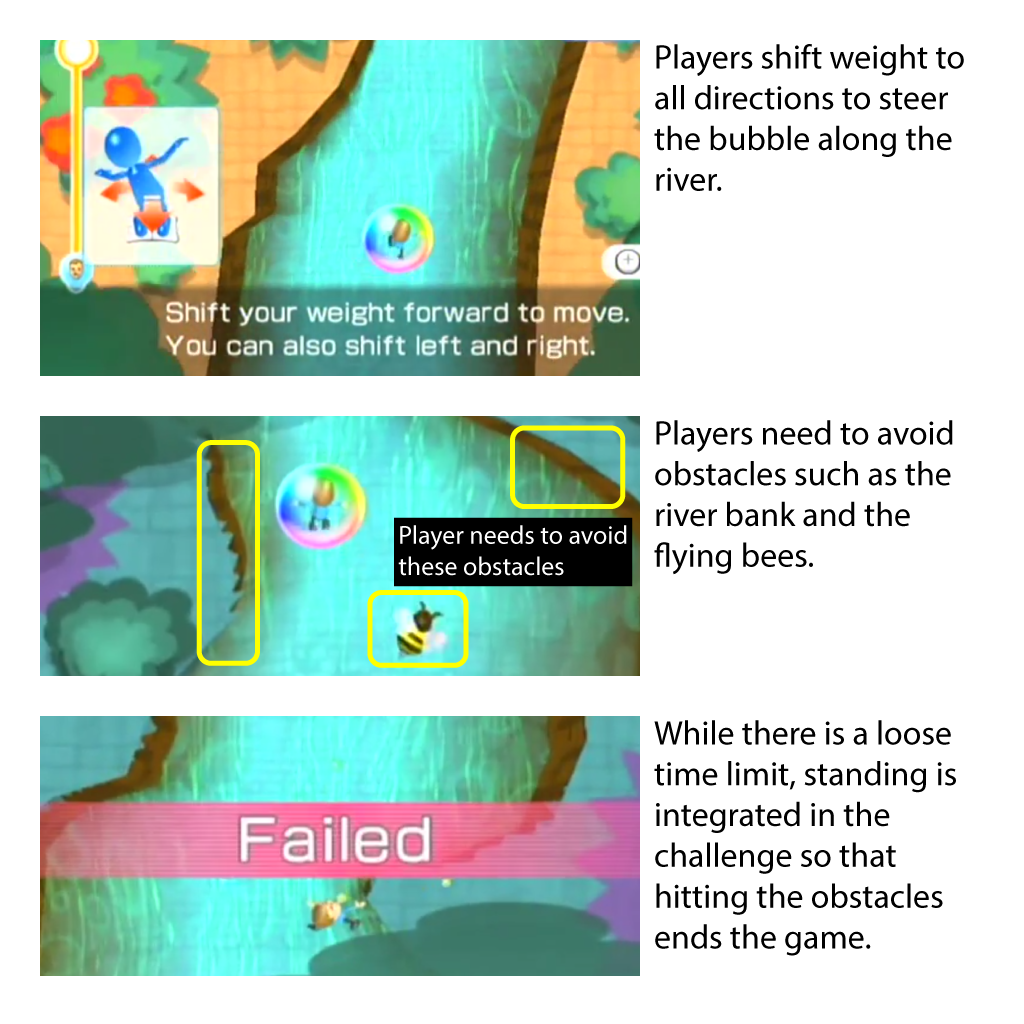 Players shift weight to
all directions to steer
the bubble along the
river.
Shift your weight forward to move.
You can also shift left and right.
Players need to avoid
obstacles such as the
river bank and the
flying bees.
Player needs to avoid
these obstacles
While there is a loose
time limit, standing is
integrated in the
challenge so that
hitting the obstacles
ends the game.
Failed